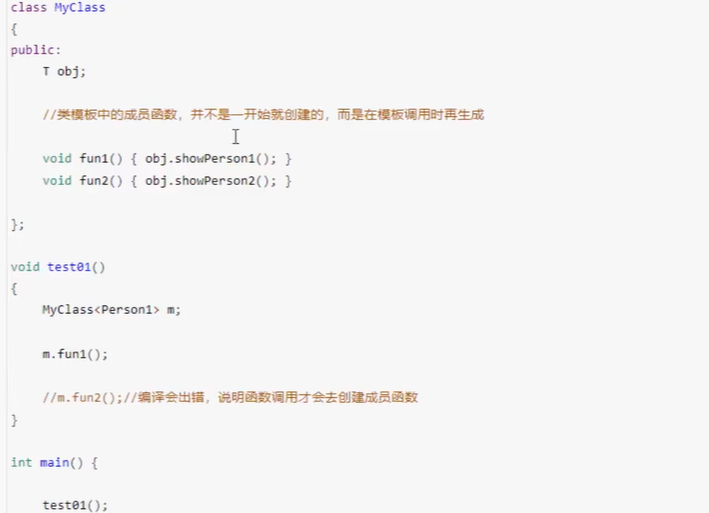 class MyClass
{
public:
T obj;
//类模板中的成员函数，并不是一开始就创建的，而是在模板调用时再生成
void fun1() { obj.showPerson1(); }
void fun2() { obj.showPerson2(); }
};
void test01()
{
MyClass<Person1> m;
m.fun1();
//m.fun2();//编译会出错，说明函数调用才会去创建成员函数
}
int main() {
test01();